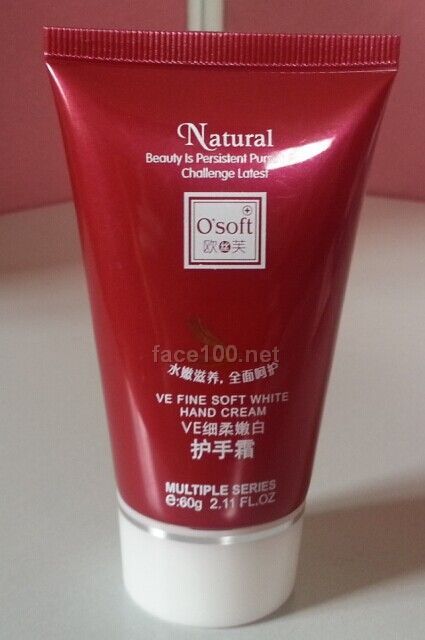 Natural
Beauty Is Persistent
Challenge Latest
O'soft
欧丝芙
face100.net
水嫩滋养,全面呵护
VE FINE SOFT WHITE
HAND CREAM
VE细柔嫩白
护手霜
MULTIPLE SERIES
e:60g 2.11 FL.OZ